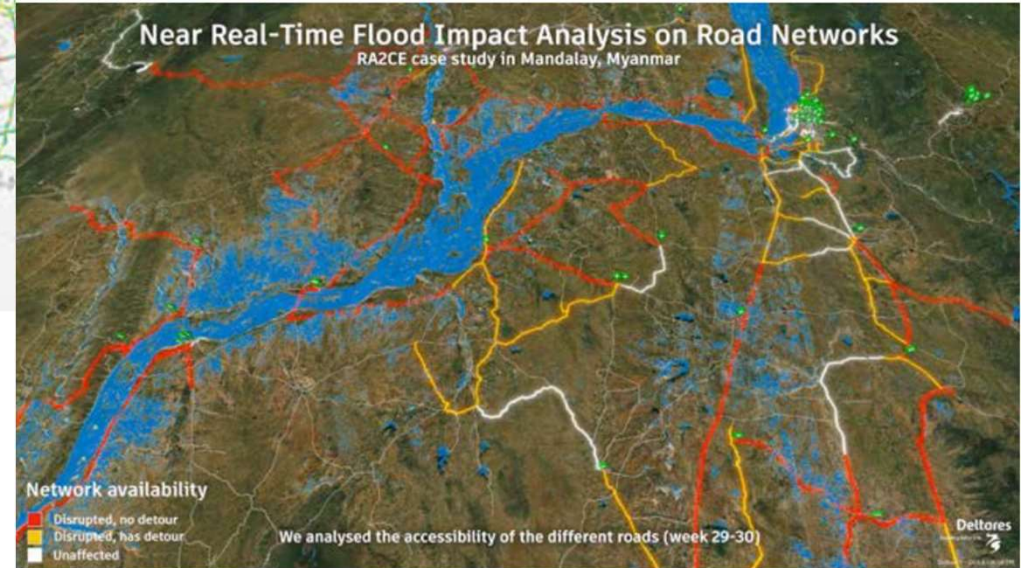 Near Real-Time Flood Impact Analysis on Road Networks
RA2CE case study in Mandalay, Myanmar
Network availability
Disrupted, no detour
Disrupted, has detour
Unaffected
We analysed the accessibility of the different roads (week 29-30)
Deltares